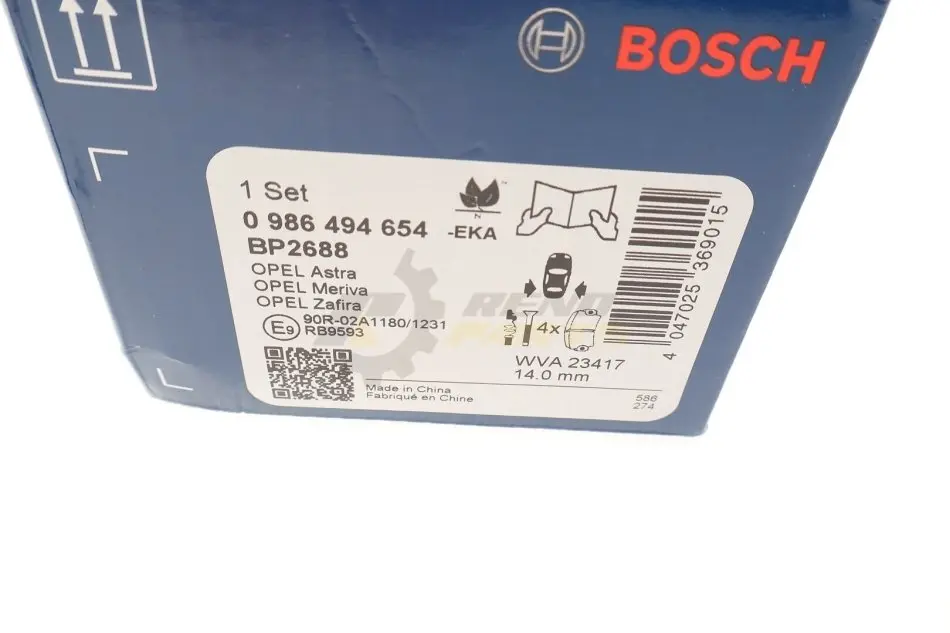 BOSCH
1 Set
0 986 494 654 -EKA
BP2688
OPEL Astra
OPEL Meriva
OPEL Zafira
E9 90R-02A1180/1231
RB9593
N
4x
WVA 23417
14.0 mm
Made in China
Fabriqué en Chine
586
274
4 047025 369015